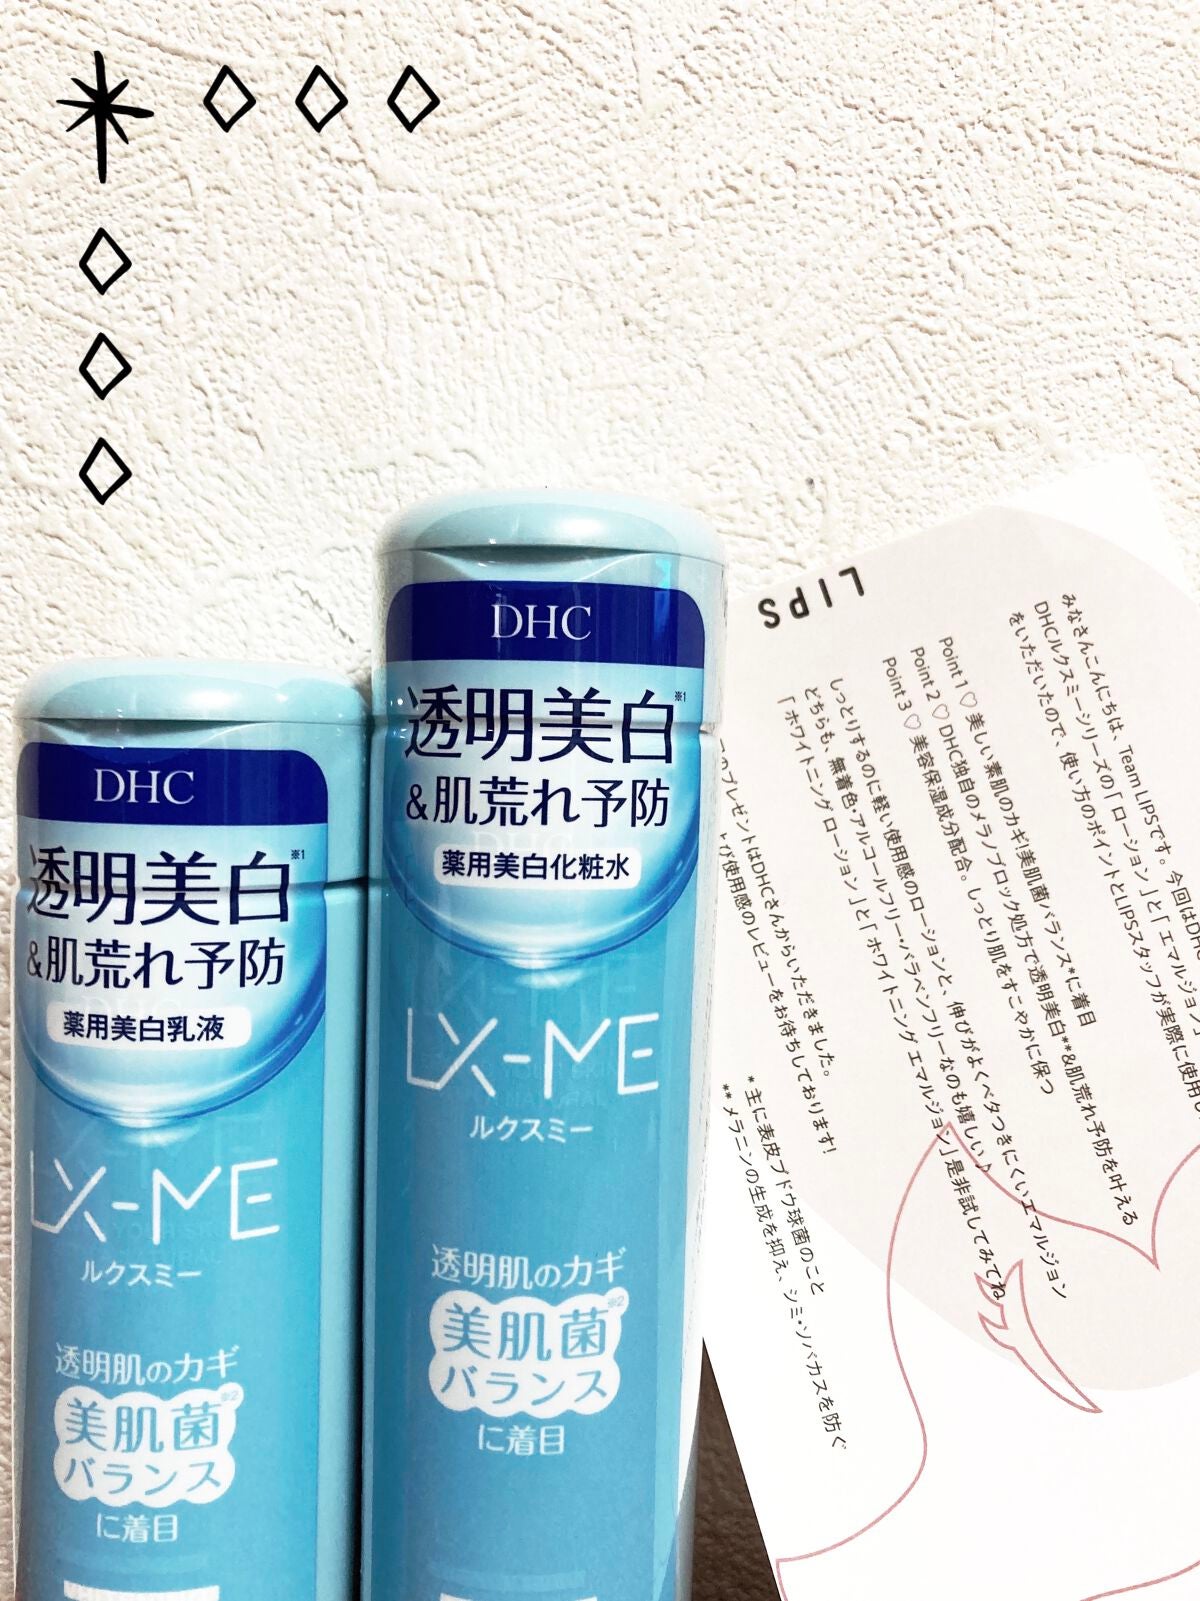 DHC
透明美白※1
&肌荒れ予防
薬用美白乳液
LX-ME
ルクスミー
透明肌のカギ
美肌菌※2
バランス
に着目
DHC
透明美白※1
&肌荒れ予防
薬用美白化粧水
LX-ME
ルクスミー
透明肌のカギ
美肌菌※2
バランス
に着目
LIPS
みなさんこんにちは、Team LIPSです。今回はDHC
DHCルクスミーシリーズの「ローション」と「エマルジョン」
をいただいたので、使い方のポイントとLIPSスタッフが実際に使用し
Point1♡美しい素肌のカギ!美肌菌バランス*に着目
Point2♡DHC独自のメラノブロック処方で透明美白**&肌荒れ予防を叶える
Point3♡美容保湿成分配合。しっとり肌をすこやかに保つ
しっとりするのに軽い使用感のローションと、伸びがよくベタつきにくいエマルジョン
どちらも、無着色・アルコールフリー・パラベンフリーなのも嬉しい♪
「ホワイトニング ローション」と「ホワイトニング エマルジョン」是非試してみてね
のプレゼントはDHCさんからいただきました。
び使用感のレビューをお待ちしております!
*主に表皮ブドウ球菌のこと
**メラニンの生成を抑え、シミ・ソバカスを防ぐ